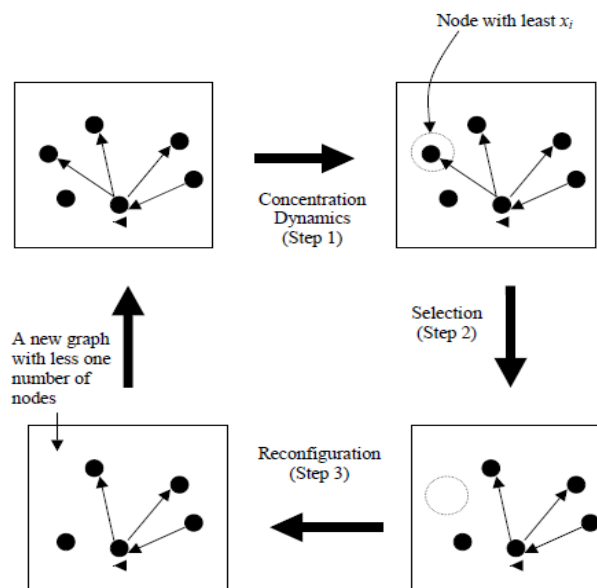 Node with least xi
Concentration
Dynamics
(Step 1)
Selection
(Step 2)
A new graph
with less one
number of
nodes
Reconfiguration
(Step 3)